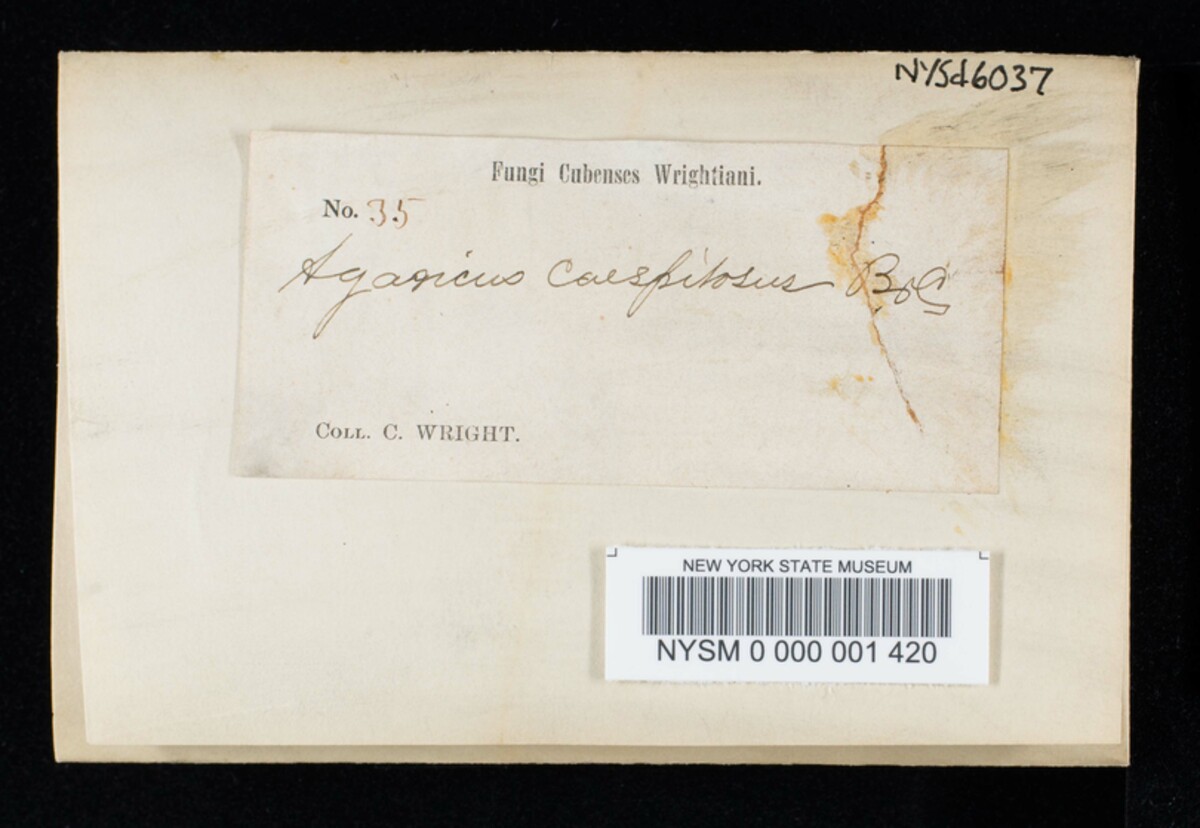 NYSd6037
Fungi Cubenses Wrightiani.
No. 35
Agaricus caespitosus B&C
Coll. C. WRIGHT.
NEW YORK STATE MUSEUM
NYSM 0 000 001 420